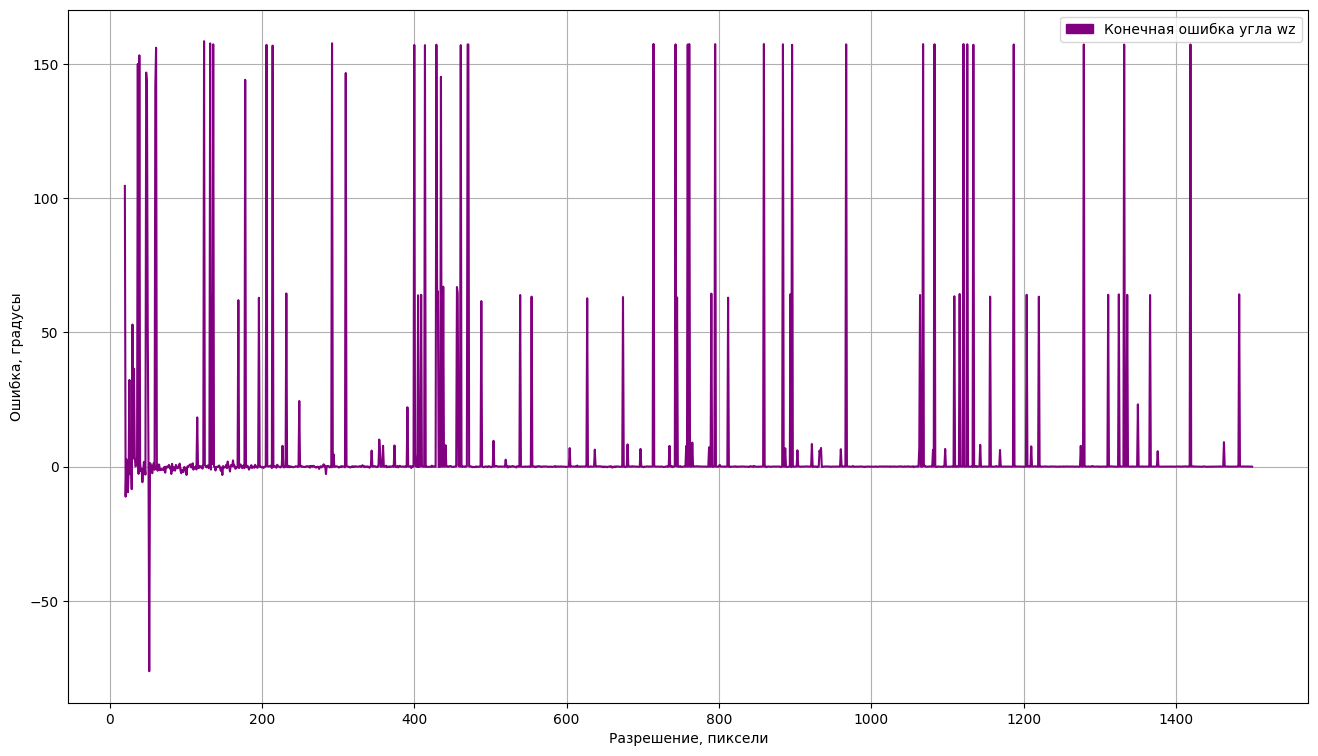 Конечная ошибка угла wz
Ошибка, градусы
150
100
50
0
−50
0 200 400 600 800 1000 1200 1400
Разрешение, пиксели